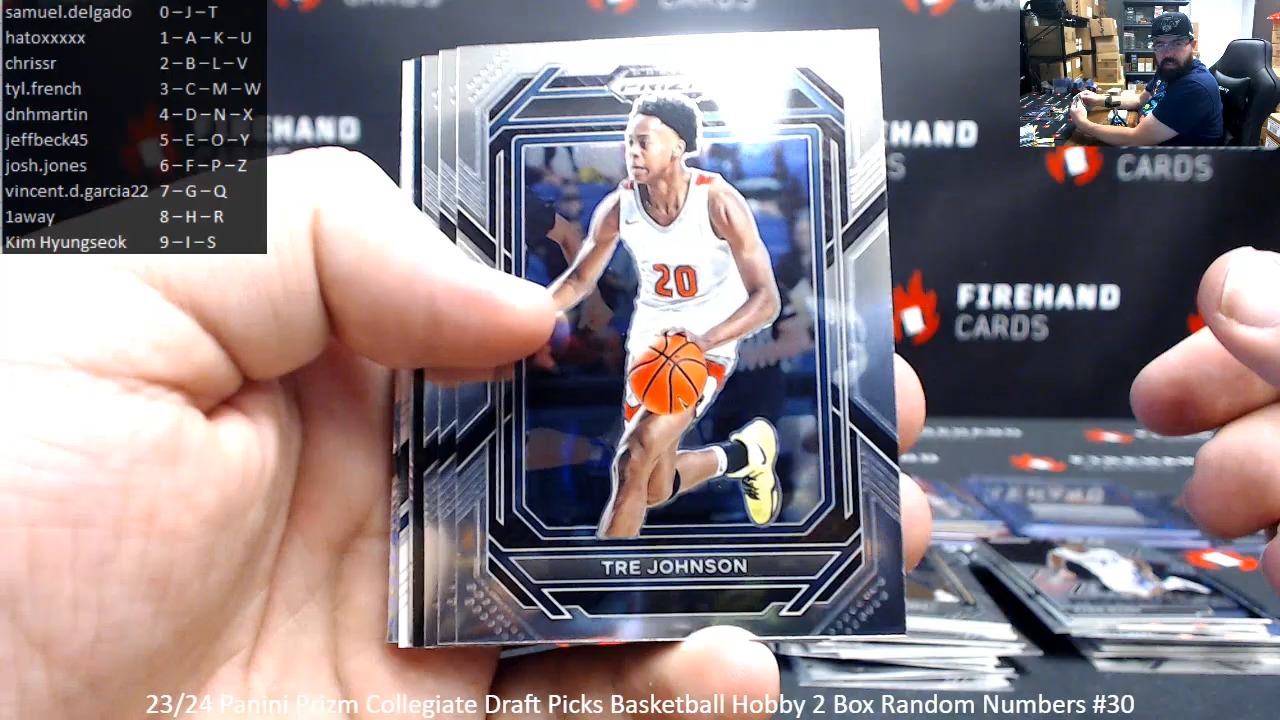 samuel.delgado 0–J–T
hatoxxxxx 1–A–K–U
chrissr 2–B–L–V
tyl.french 3–C–M–W
dnhmartin 4–D–N–X
jeffbeck45 5–E–O–Y
josh.jones 6–F–P–Z
vincent.d.garcia22 7–G–Q
1away 8–H–R
Kim Hyungseok 9–I–S
FIREHAND
CARDS
FIREHAND
CARDS
20
TRE JOHNSON
23/24 Panini Prizm Collegiate Draft Picks Basketball Hobby 2 Box Random Numbers #30